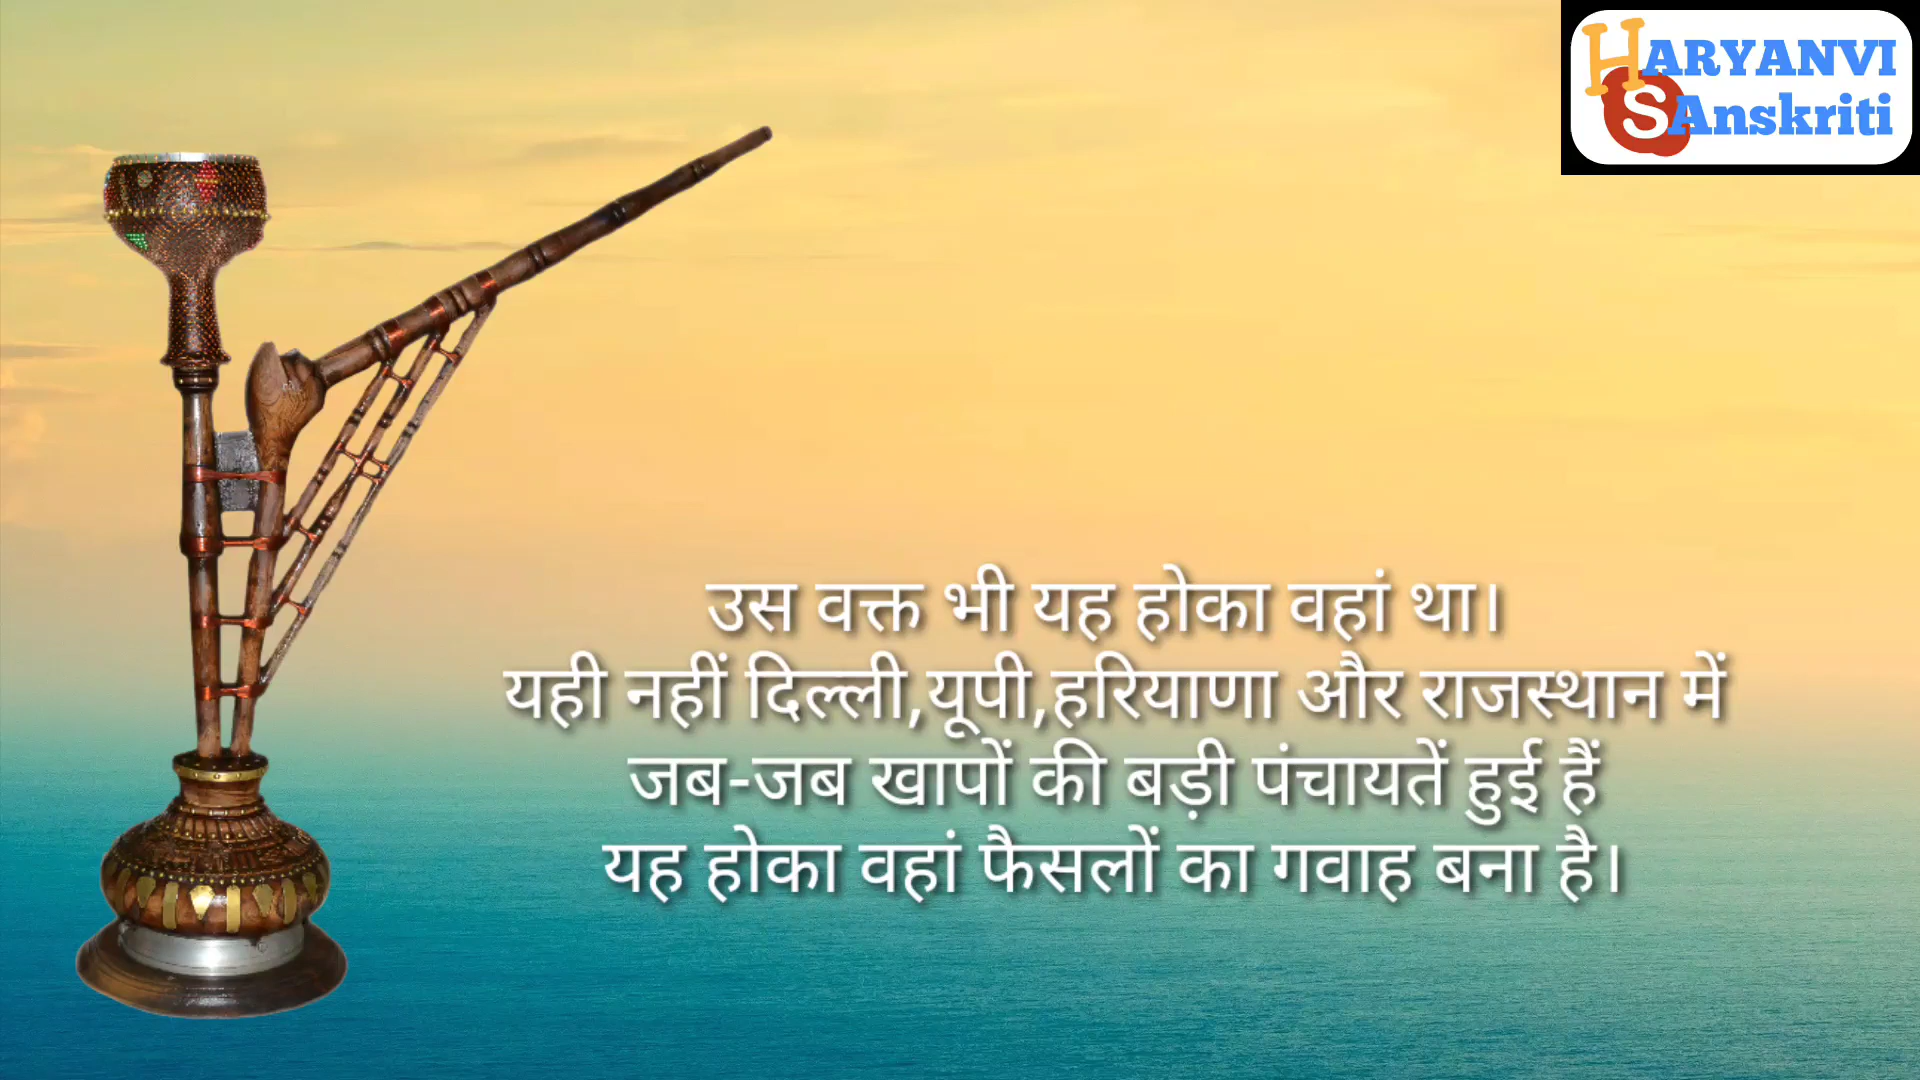 HARYANVI
SAnskriti
उस वक्त भी यह होका वहां था।
यही नहीं दिल्ली,यूपी,हरियाणा और राजस्थान में
जब-जब खापों की बड़ी पंचायतें हुई हैं
यह होका वहां फैसलों का गवाह बना है।